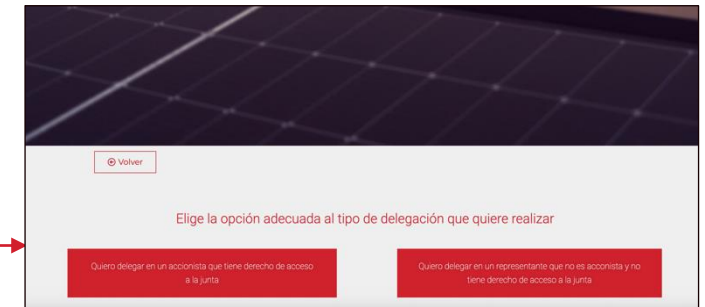 Volver
Elige la opción adecuada al tipo de delegación que quiere realizar
Quiero delegar en un accionista que tiene derecho de acceso
a la junta
Quiero delegar en un representante que no es acconista y no
tiene derecho de acceso a la junta